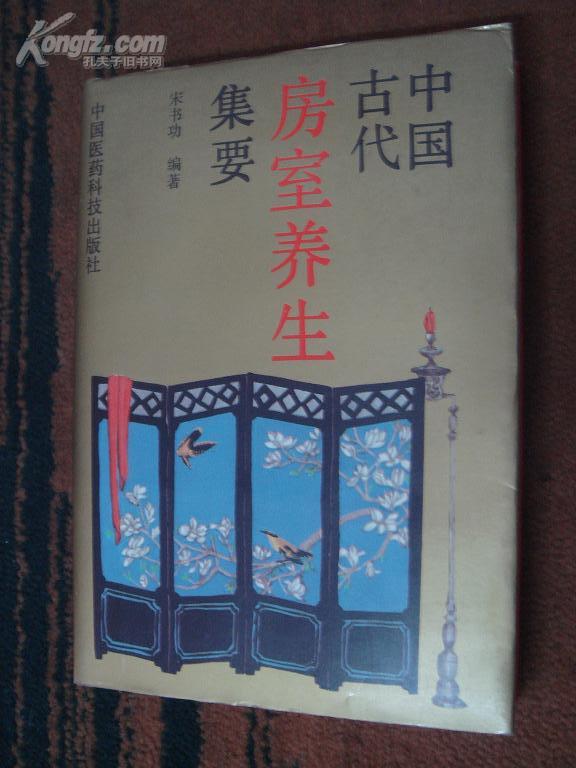 Kongfz.com
孔夫子旧书网
中国
古代
房室养生
集要
宋书功 编著
中国医药科技出版社